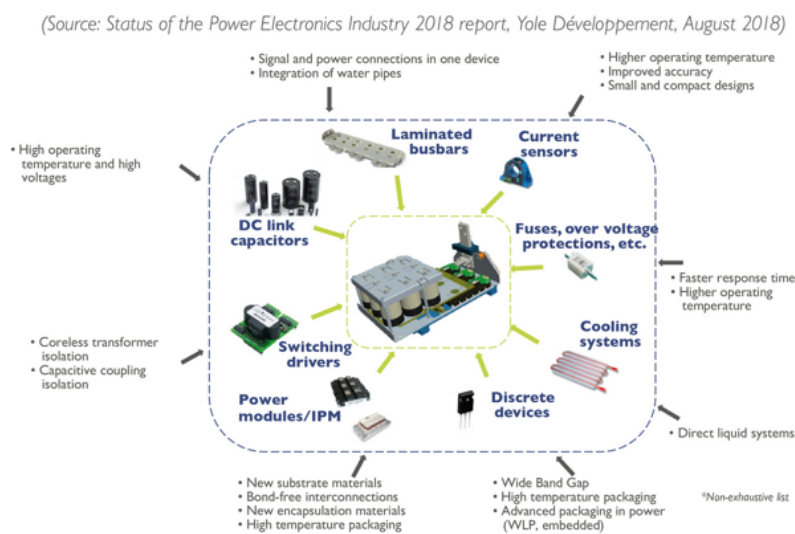 (Source: Status of the Power Electronics Industry 2018 report, Yole Développement, August 2018)
• Signal and power connections in one device
• Integration of water pipes
• Higher operating temperature
• Improved accuracy
• Small and compact designs
• High operating
temperature and high
voltages
Laminated
busbars
Current
sensors
DC link
capacitors
Fuses, over voltage
protections, etc.
• Faster response time
• Higher operating
temperature
• Coreless transformer
isolation
• Capacitive coupling
isolation
Switching
drivers
Cooling
systems
Power
modules/IPM
Discrete
devices
• Direct liquid systems
• New substrate materials
• Bond-free interconnections
• New encapsulation materials
• High temperature packaging
• Wide Band Gap
• High temperature packaging
• Advanced packaging in power
(WLP, embedded)
*Non-exhaustive list